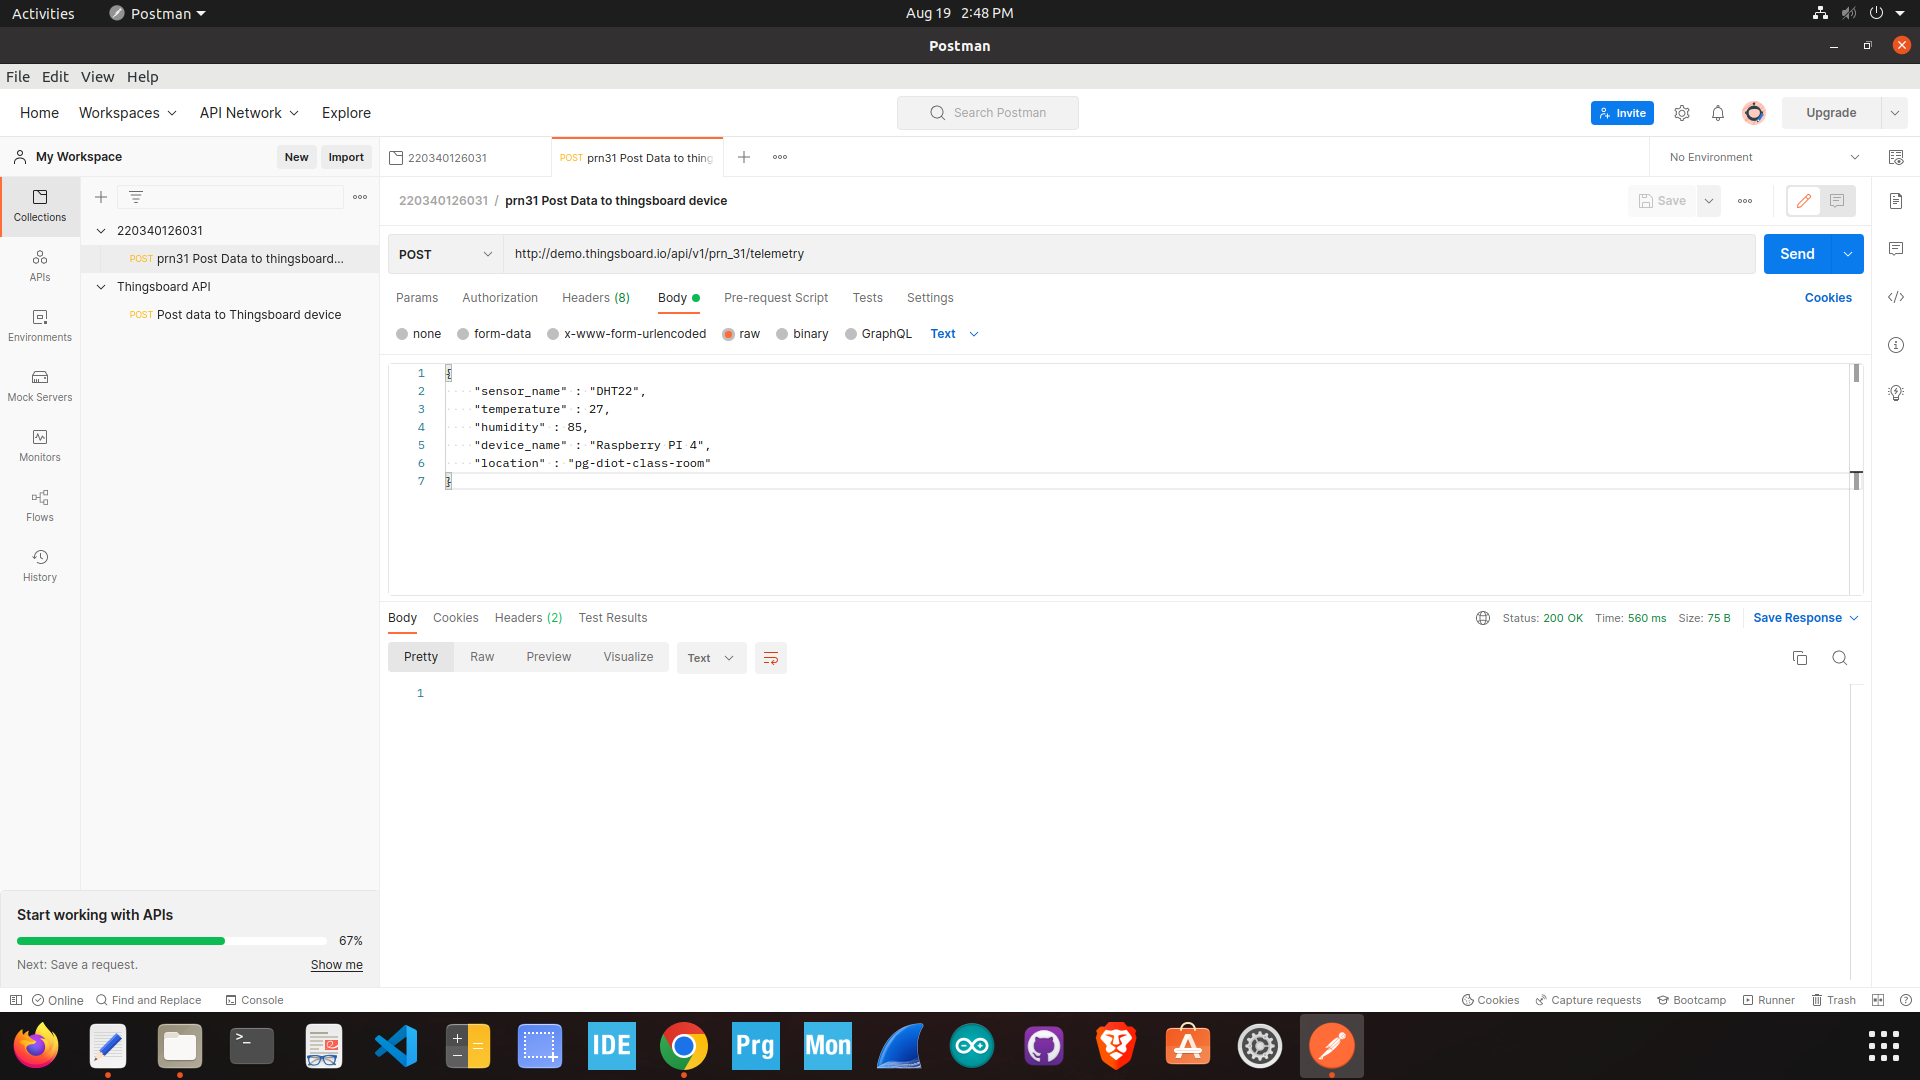 Activities Postman Aug 19 2:48 PM
Postman
File Edit View Help
Home Workspaces API Network Explore Search Postman Invite Upgrade
My Workspace New Import 220340126031 POST prn31 Post Data to thing No Environment
Collections
220340126031 / prn31 Post Data to thingsboard device Save
220340126031
POST prn31 Post Data to thingsboard...
Thingsboard API
POST Post data to Thingsboard device
APIs
Environments
Mock Servers
Monitors
Flows
History
POST http://demo.thingsboard.io/api/v1/prn_31/telemetry Send
Params Authorization Headers (8) Body Pre-request Script Tests Settings Cookies
none form-data x-www-form-urlencoded raw binary GraphQL Text
1 {
2 "sensor_name" : "DHT22",
3 "temperature" : 27,
4 "humidity" : 85,
5 "device_name" : "Raspberry PI 4",
6 "location" : "pg-diot-class-room"
7 }
Body Cookies Headers (2) Test Results Status: 200 OK Time: 560 ms Size: 75 B Save Response
Pretty Raw Preview Visualize Text
1
Start working with APIs
67%
Next: Save a request. Show me
Online Find and Replace Console Cookies Capture requests Bootcamp Runner Trash
IDE Prg Mon